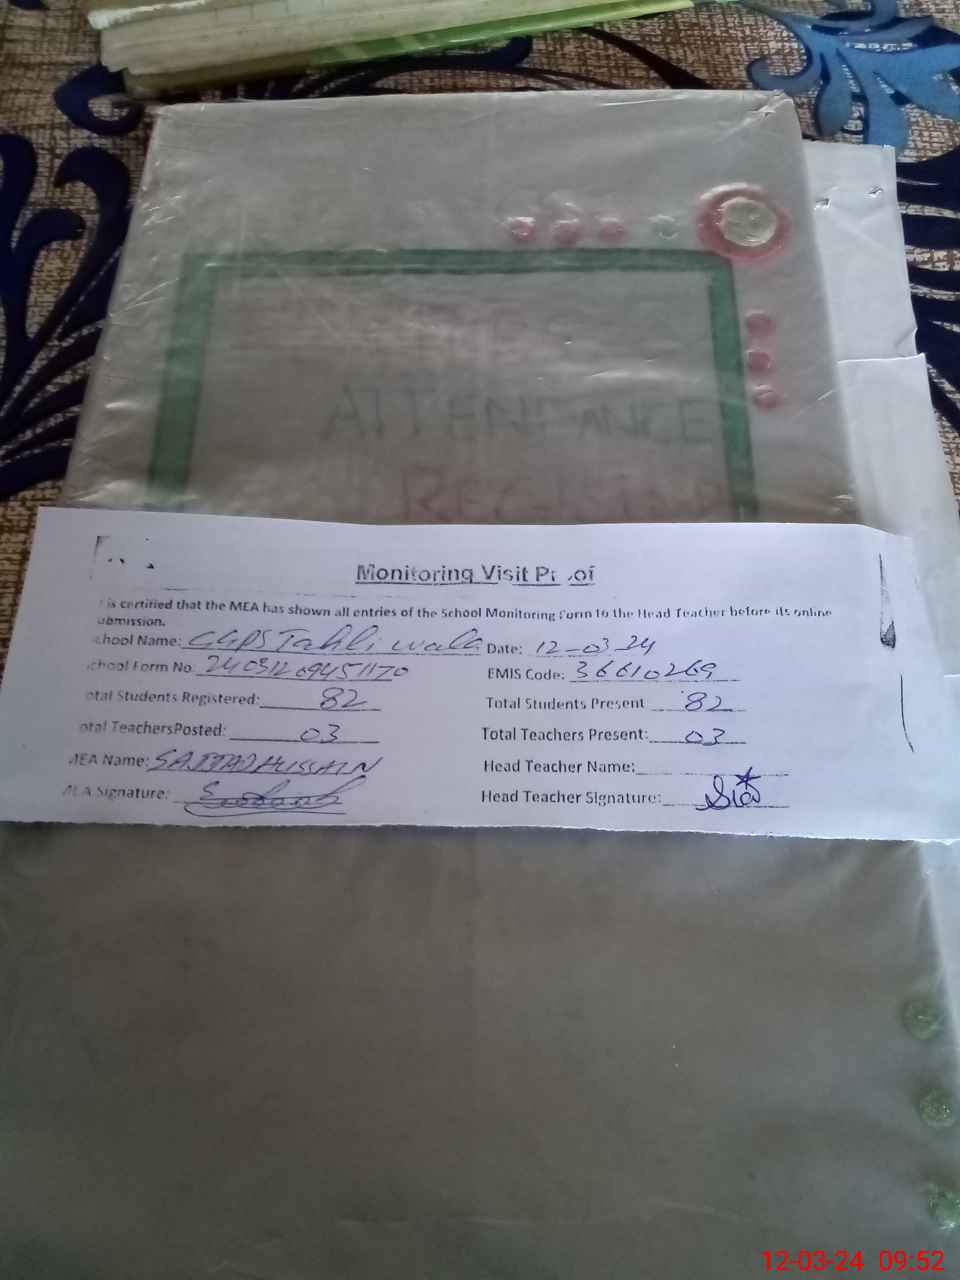 ATTENDANCE
REGISTER
Monitoring Visit Proof
is certified that the MEA has shown all entries of the School Monitoring Form to the Head Teacher before its online
ubmission.
chool Name: GGPS Tahli wala Date: 12-03-24
chool Form No: 24031209451170 EMIS Code: 36610269
otal Students Registered: 82 Total Students Present 82
otal TeachersPosted: 03 Total Teachers Present: 03
MEA Name: SAJJAD HUSSAIN Head Teacher Name:
MEA Signature: Head Teacher Signature:
12-03-24 09:52